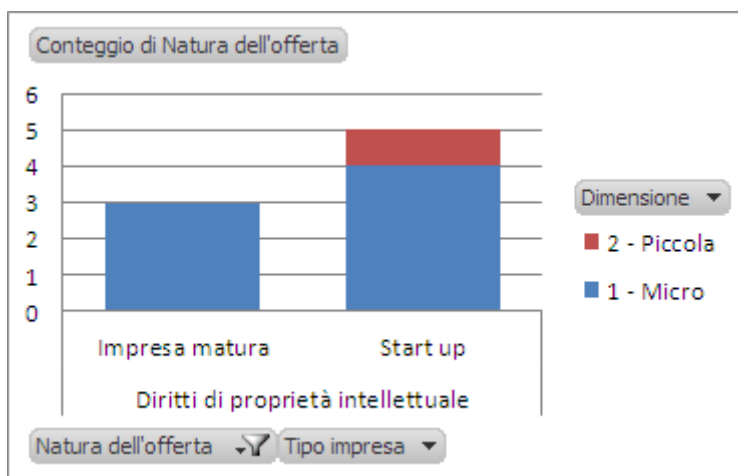 Conteggio di Natura dell'offerta
6
5
4
3
2
1
0
Impresa matura
Start up
Diritti di proprietà intellettuale
Dimensione
2 - Piccola
1 - Micro
Natura dell'offerta
Tipo impresa